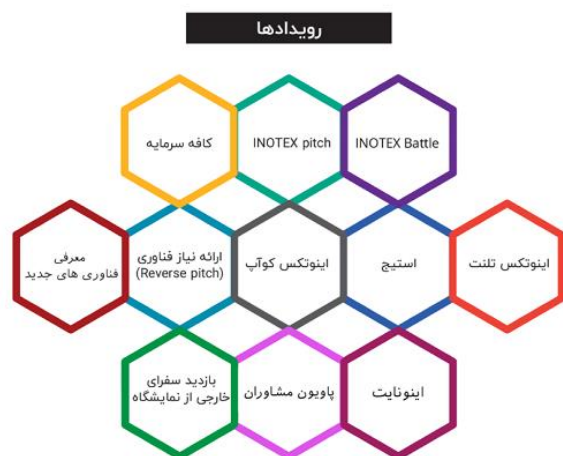 رویدادها
INOTEX Battle
INOTEX pitch
کافه سرمایه
اینوتکس تلنت
استیج
اینوتکس کوآپ
ارائه نیاز فناوری
(Reverse pitch)
معرفی
فناوری های جدید
اینونایت
پاویون مشاوران
بازدید سفرای
خارجی از نمایشگاه